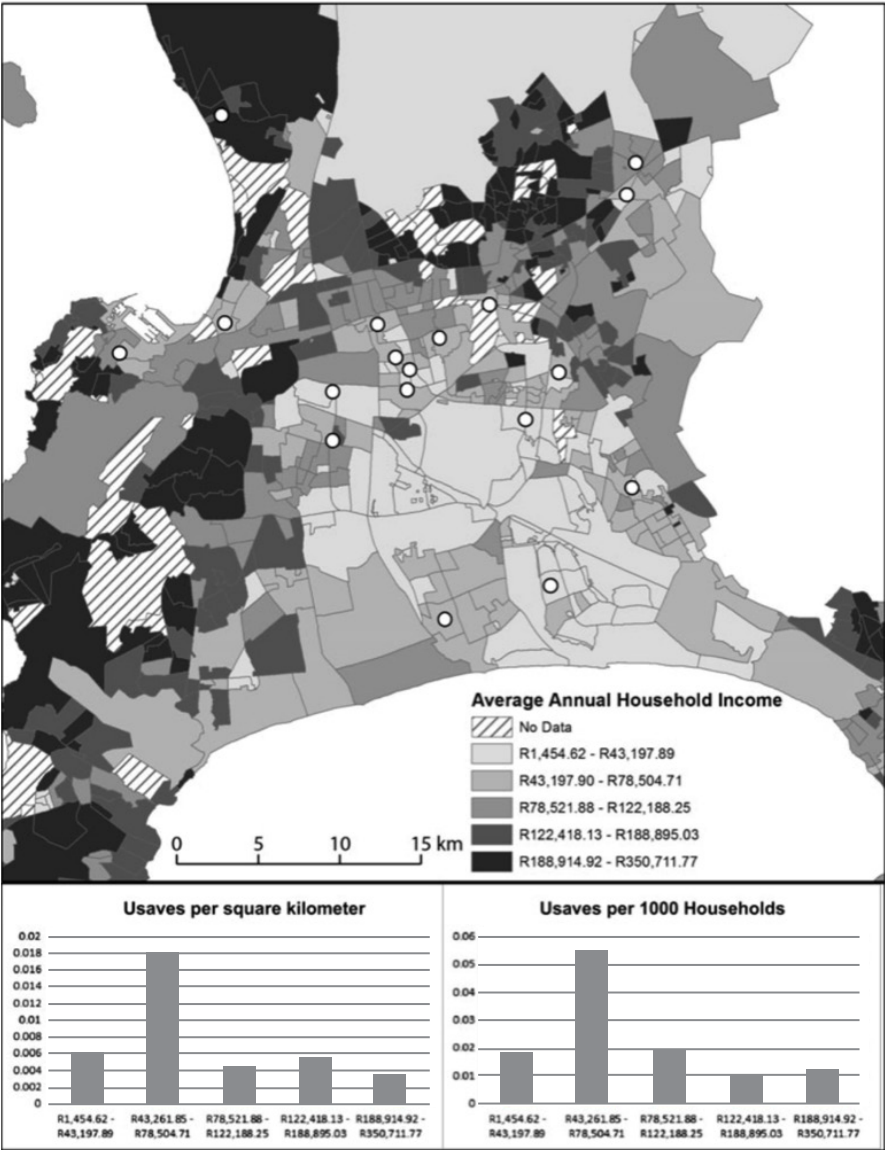 Average Annual Household Income
No Data
R1,454.62 - R43,197.89
R43,197.90 - R78,504.71
R78,521.88 - R122,188.25
R122,418.13 - R188,895.03
R188,914.92 - R350,711.77
0 5 10 15 km
Usaves per square kilometer
0.02
0.018
0.016
0.014
0.012
0.01
0.008
0.006
0.004
0.002
0
R1,454.62 - R43,261.85 - R78,521.88 - R122,418.13 - R188,914.92 -
R43,197.89 R78,504.71 R122,188.25 R188,895.03 R350,711.77
Usaves per 1000 Households
0.06
0.05
0.04
0.03
0.02
0.01
0
R1,454.62 - R43,261.85 - R78,521.88 - R122,418.13 - R188,914.92 -
R43,197.89 R78,504.71 R122,188.25 R188,895.03 R350,711.77